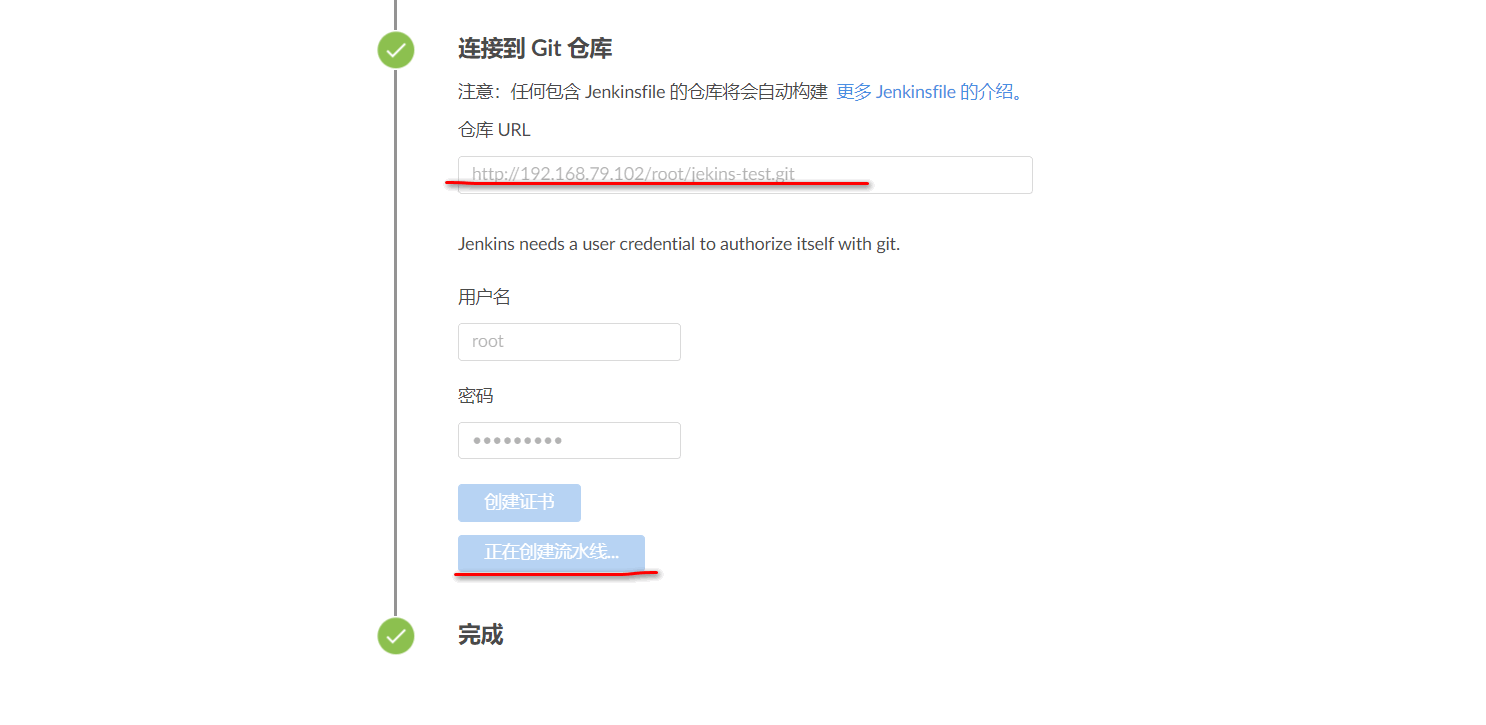 连接到 Git 仓库
注意：任何包含 Jenkinsfile 的仓库将会自动构建 更多 Jenkinsfile 的介绍。
仓库 URL
http://192.168.79.102/root/jekins-test.git
Jenkins needs a user credential to authorize itself with git.
用户名
root
密码
•••••••••
创建证书
正在创建流水线...
完成